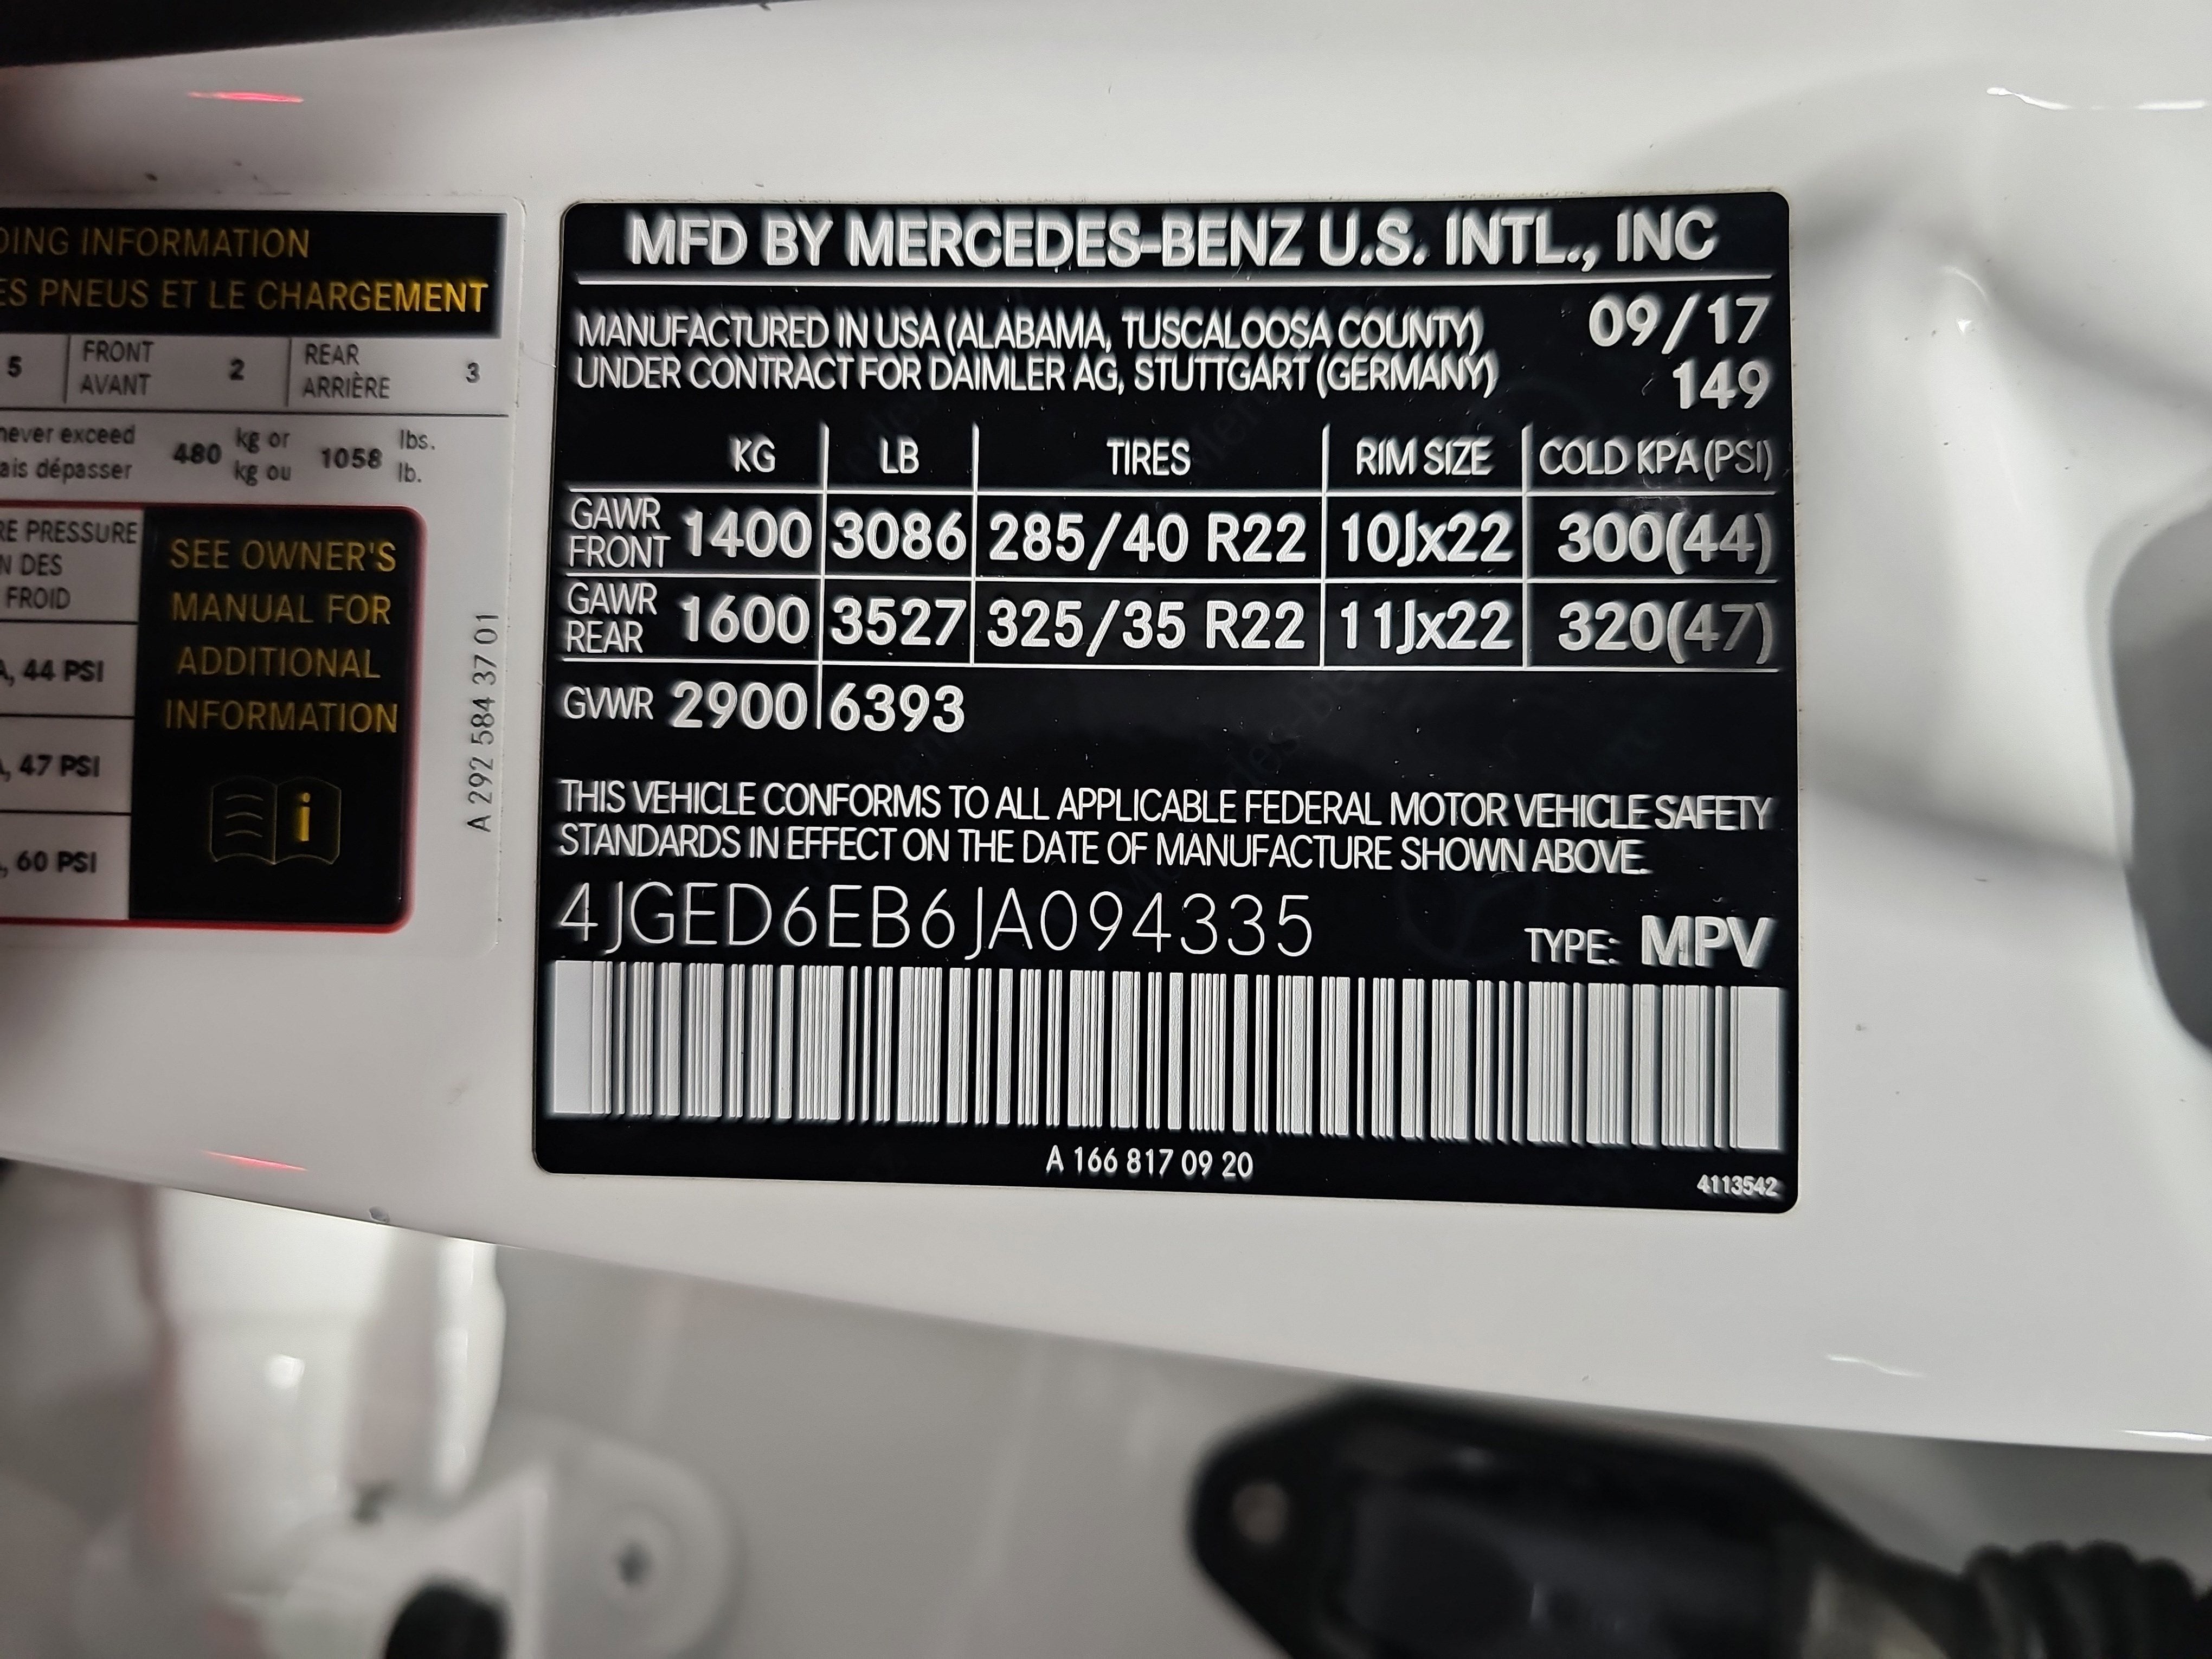 DING INFORMATION
ES PNEUS ET LE CHARGEMENT
5 FRONT AVANT 2 REAR ARRIÈRE 3
never exceed 480 kg or 1058 lbs.
ais dépasser kg ou lb.
RE PRESSURE
N DES
FROID
, 44 PSI
, 47 PSI
, 60 PSI
SEE OWNER'S
MANUAL FOR
ADDITIONAL
INFORMATION
i
A 292 584 37 01
MFD BY MERCEDES-BENZ U.S. INTL., INC
MANUFACTURED IN USA (ALABAMA, TUSCALOOSA COUNTY) 09/17
UNDER CONTRACT FOR DAIMLER AG, STUTTGART (GERMANY) 149
KG LB TIRES RIM SIZE COLD KPA (PSI)
GAWR FRONT 1400 3086 285/40 R22 10Jx22 300(44)
GAWR REAR 1600 3527 325/35 R22 11Jx22 320(47)
GVWR 2900 6393
THIS VEHICLE CONFORMS TO ALL APPLICABLE FEDERAL MOTOR VEHICLE SAFETY
STANDARDS IN EFFECT ON THE DATE OF MANUFACTURE SHOWN ABOVE.
4JGED6EB6JA094335 TYPE: MPV
A 166 817 09 20
4113542